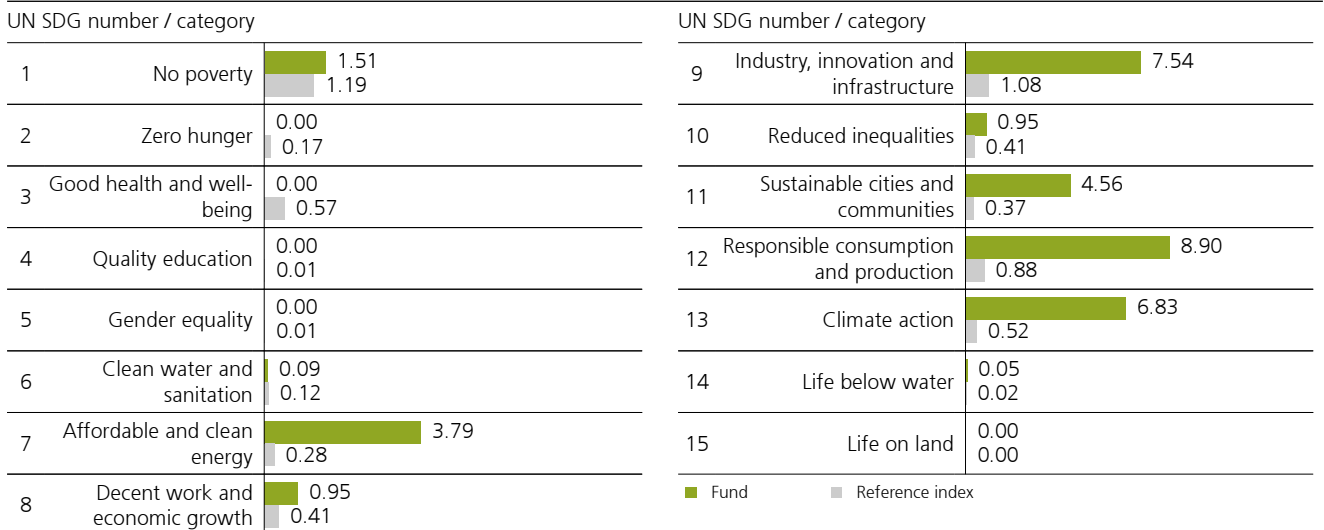 UN SDG number / category
1 No poverty 1.51
1.19
2 Zero hunger 0.00
0.17
3 Good health and well-
being 0.00
0.57
4 Quality education 0.00
0.01
5 Gender equality 0.00
0.01
6 Clean water and
sanitation 0.09
0.12
7 Affordable and clean
energy 3.79
0.28
8 Decent work and
economic growth 0.95
0.41
UN SDG number / category
9 Industry, innovation and
infrastructure 7.54
1.08
10 Reduced inequalities 0.95
0.41
11 Sustainable cities and
communities 4.56
0.37
12 Responsible consumption
and production 8.90
0.88
13 Climate action 6.83
0.52
14 Life below water 0.05
0.02
15 Life on land 0.00
0.00
Fund Reference index